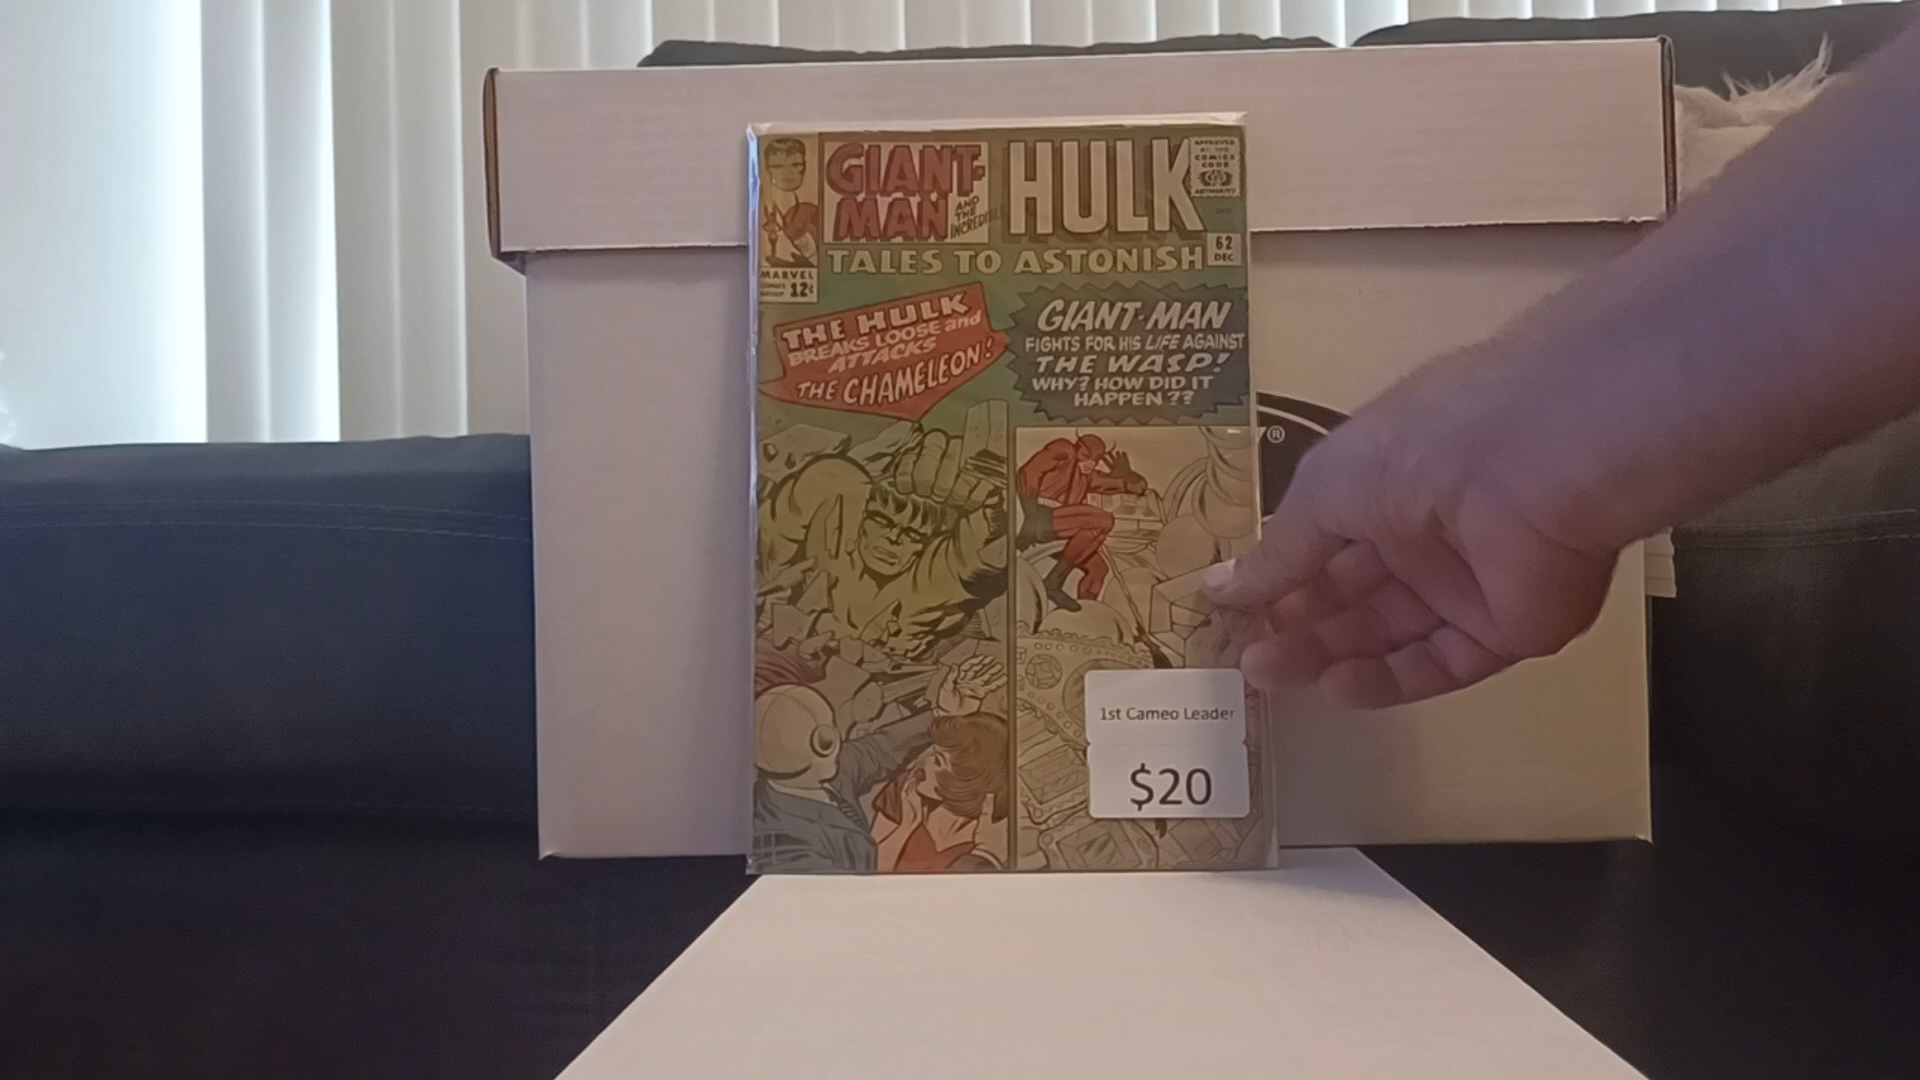 GIANT-
MAN
AND
THE
INCREDIBLE
HULK
APPROVED
BY THE
COMICS
CODE
AUTHORITY
IND.
TALES TO ASTONISH
62
DEC
MARVEL
COMICS
GROUP 12¢
THE HULK
BREAKS LOOSE and
ATTACKS
THE CHAMELEON!
GIANT-MAN
FIGHTS FOR HIS LIFE AGAINST
THE WASP!
WHY? HOW DID IT
HAPPEN??
®
1st Cameo Leader
$20